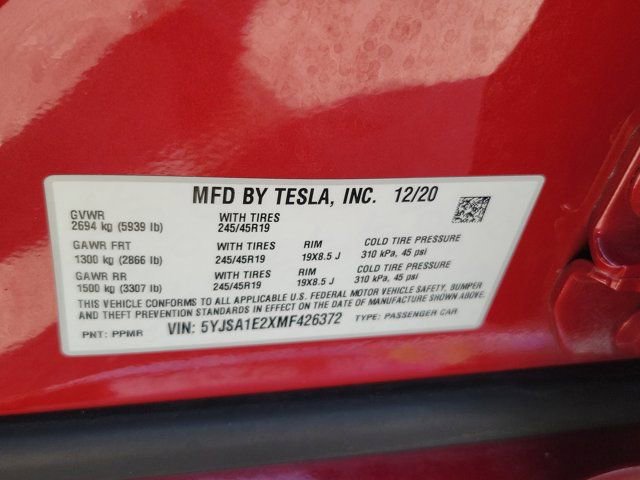 MFD BY TESLA, INC. 12/20
GVWR WITH TIRES
2694 kg (5939 lb) 245/45R19
GAWR FRT WITH TIRES RIM COLD TIRE PRESSURE
1300 kg (2866 lb) 245/45R19 19X8.5 J 310 kPa, 45 psi
GAWR RR WITH TIRES RIM COLD TIRE PRESSURE
1500 kg (3307 lb) 245/45R19 19X8.5 J 310 kPa, 45 psi
THIS VEHICLE CONFORMS TO ALL APPLICABLE U.S. FEDERAL MOTOR VEHICLE SAFETY, BUMPER
AND THEFT PREVENTION STANDARDS IN EFFECT ON THE DATE OF MANUFACTURE SHOWN ABOVE.
PNT: PPMR VIN: 5YJSA1E2XMF426372 TYPE: PASSENGER CAR